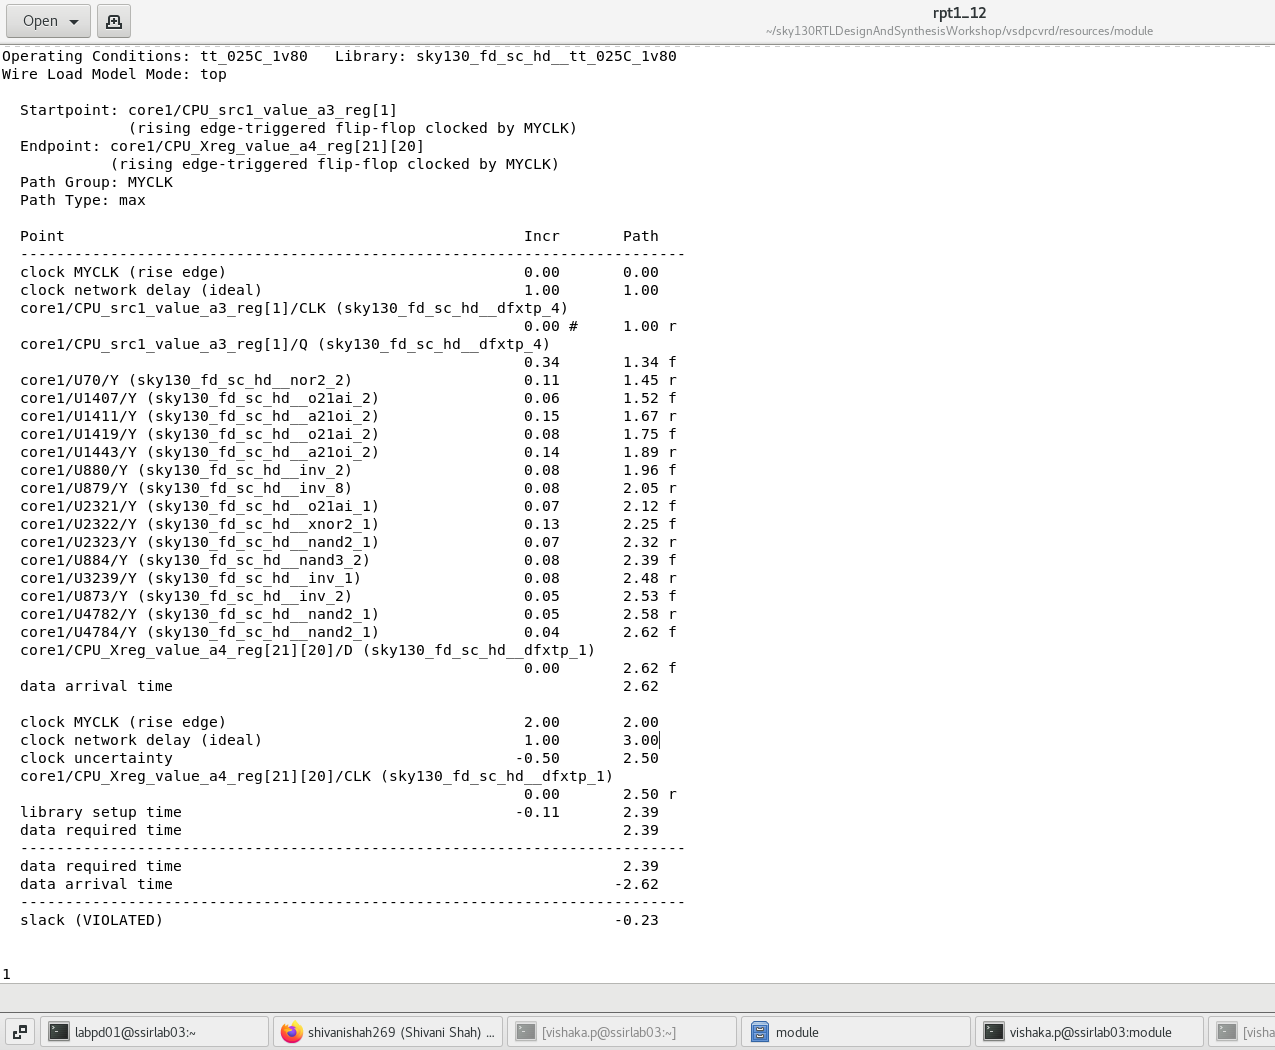 Open
rpt1_12
~/sky130RTLDesignAndSynthesisWorkshop/vsdpcvrd/resources/module
Operating Conditions: tt_025C_1v80   Library: sky130_fd_sc_hd__tt_025C_1v80
Wire Load Model Mode: top
Startpoint: core1/CPU_src1_value_a3_reg[1]
(rising edge-triggered flip-flop clocked by MYCLK)
Endpoint: core1/CPU_Xreg_value_a4_reg[21][20]
(rising edge-triggered flip-flop clocked by MYCLK)
Path Group: MYCLK
Path Type: max
Point   Incr   Path
---------------------------------------------------------------------------
clock MYCLK (rise edge)   0.00   0.00
clock network delay (ideal)   1.00   1.00
core1/CPU_src1_value_a3_reg[1]/CLK (sky130_fd_sc_hd__dfxtp_4)
0.00 #   1.00 r
core1/CPU_src1_value_a3_reg[1]/Q (sky130_fd_sc_hd__dfxtp_4)
0.34   1.34 f
core1/U70/Y (sky130_fd_sc_hd__nor2_2)   0.11   1.45 r
core1/U1407/Y (sky130_fd_sc_hd__o21ai_2)   0.06   1.52 f
core1/U1411/Y (sky130_fd_sc_hd__a21oi_2)   0.15   1.67 r
core1/U1419/Y (sky130_fd_sc_hd__o21ai_2)   0.08   1.75 f
core1/U1443/Y (sky130_fd_sc_hd__a21oi_2)   0.14   1.89 r
core1/U880/Y (sky130_fd_sc_hd__inv_2)   0.08   1.96 f
core1/U879/Y (sky130_fd_sc_hd__inv_8)   0.08   2.05 r
core1/U2321/Y (sky130_fd_sc_hd__o21ai_1)   0.07   2.12 f
core1/U2322/Y (sky130_fd_sc_hd__xnor2_1)   0.13   2.25 f
core1/U2323/Y (sky130_fd_sc_hd__nand2_1)   0.07   2.32 r
core1/U884/Y (sky130_fd_sc_hd__nand3_2)   0.08   2.39 f
core1/U3239/Y (sky130_fd_sc_hd__inv_1)   0.08   2.48 r
core1/U873/Y (sky130_fd_sc_hd__inv_2)   0.05   2.53 f
core1/U4782/Y (sky130_fd_sc_hd__nand2_1)   0.05   2.58 r
core1/U4784/Y (sky130_fd_sc_hd__nand2_1)   0.04   2.62 f
core1/CPU_Xreg_value_a4_reg[21][20]/D (sky130_fd_sc_hd__dfxtp_1)
0.00   2.62 f
data arrival time   2.62
clock MYCLK (rise edge)   2.00   2.00
clock network delay (ideal)   1.00   3.00
clock uncertainty   -0.50   2.50
core1/CPU_Xreg_value_a4_reg[21][20]/CLK (sky130_fd_sc_hd__dfxtp_1)
0.00   2.50 r
library setup time   -0.11   2.39
data required time   2.39
---------------------------------------------------------------------------
data required time   2.39
data arrival time   -2.62
---------------------------------------------------------------------------
slack (VIOLATED)   -0.23
1
labpd01@ssirlab03:~
shivanishah269 (Shivani Shah) ...
[vishaka.p@ssirlab03:~]
module
vishaka.p@ssirlab03:module
[visha